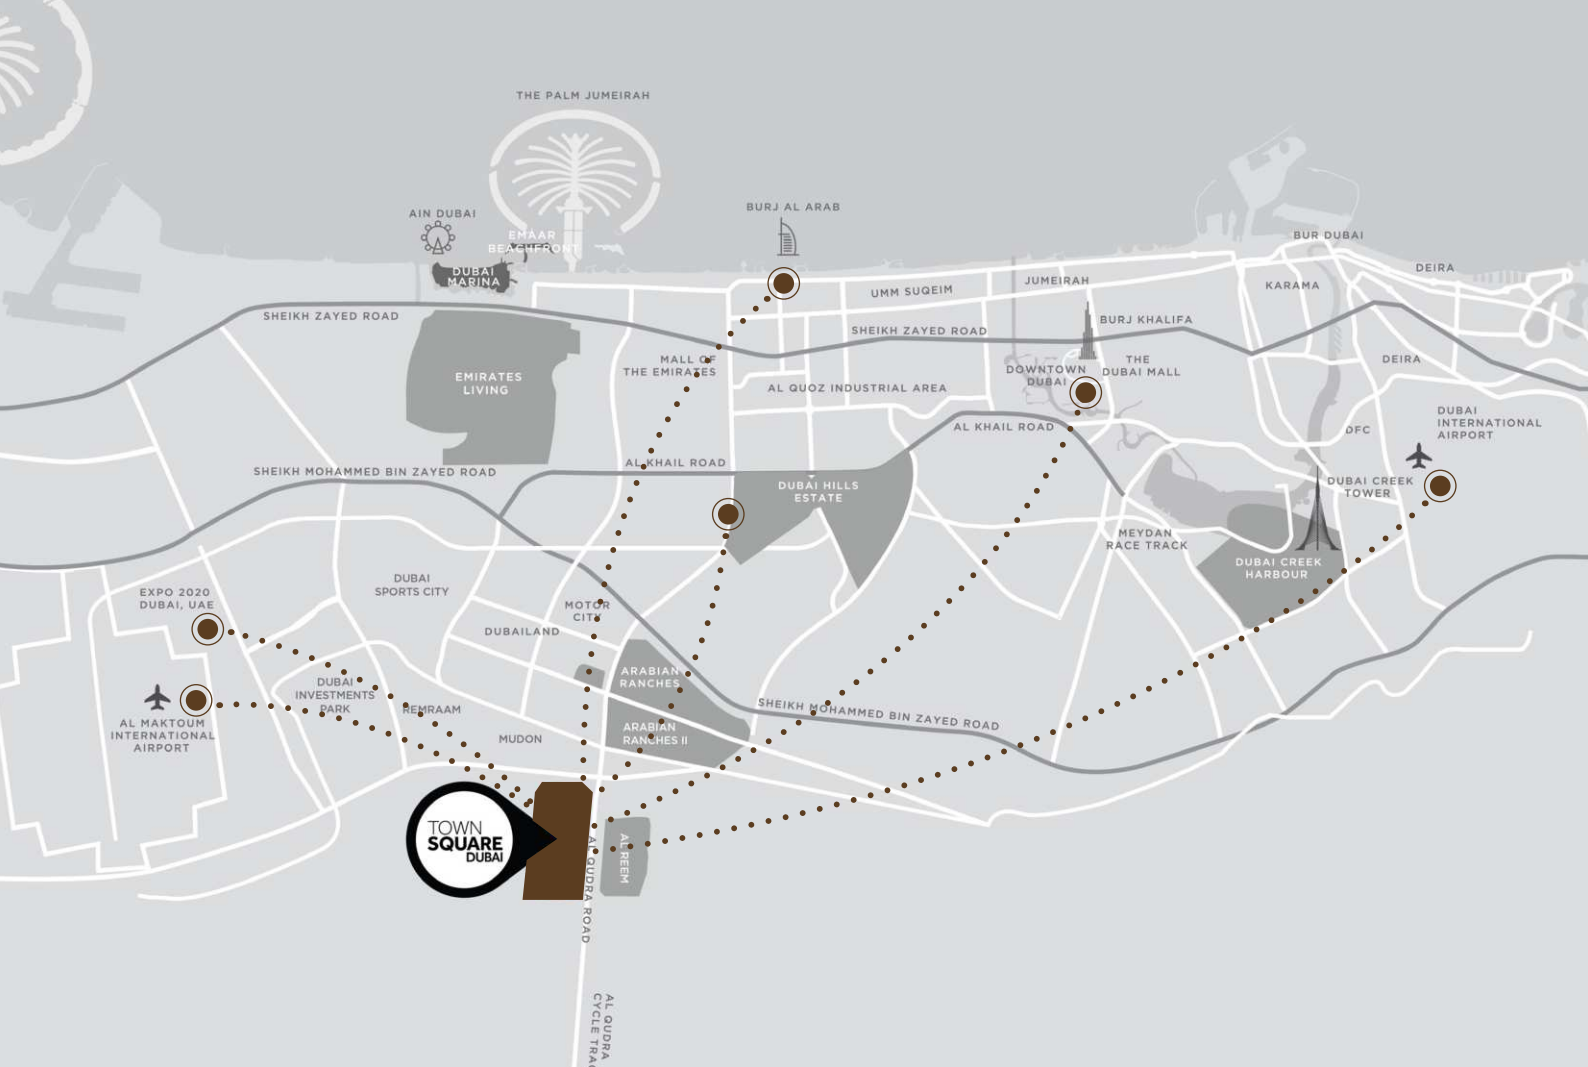 THE PALM JUMEIRAH
AIN DUBAI
BURJ AL ARAB
EMAAR
BEACHFRONT
BUR DUBAI
DUBAI
MARINA
DEIRA
UMM SUQEIM
JUMEIRAH
KARAMA
SHEIKH ZAYED ROAD
SHEIKH ZAYED ROAD
BURJ KHALIFA
MALL OF
THE EMIRATES
DOWNTOWN
DUBAI
THE
DUBAI MALL
DEIRA
EMIRATES
LIVING
AL QUOZ INDUSTRIAL AREA
DUBAI
INTERNATIONAL
AIRPORT
AL KHAIL ROAD
DFC
SHEIKH MOHAMMED BIN ZAYED ROAD
AL KHAIL ROAD
DUBAI HILLS
ESTATE
DUBAI CREEK
TOWER
MEYDAN
RACE TRACK
DUBAI CREEK
HARBOUR
EXPO 2020
DUBAI, UAE
DUBAI
SPORTS CITY
MOTOR
CITY
DUBAILAND
ARABIAN
RANCHES
DUBAI
INVESTMENTS
PARK
REMRAAM
SHEIKH MOHAMMED BIN ZAYED ROAD
AL MAKTOUM
INTERNATIONAL
AIRPORT
MUDON
ARABIAN
RANCHES II
TOWN
SQUARE
DUBAI
AL REEM
AL QUDRA ROAD
AL QUDRA
CYCLE TRAC